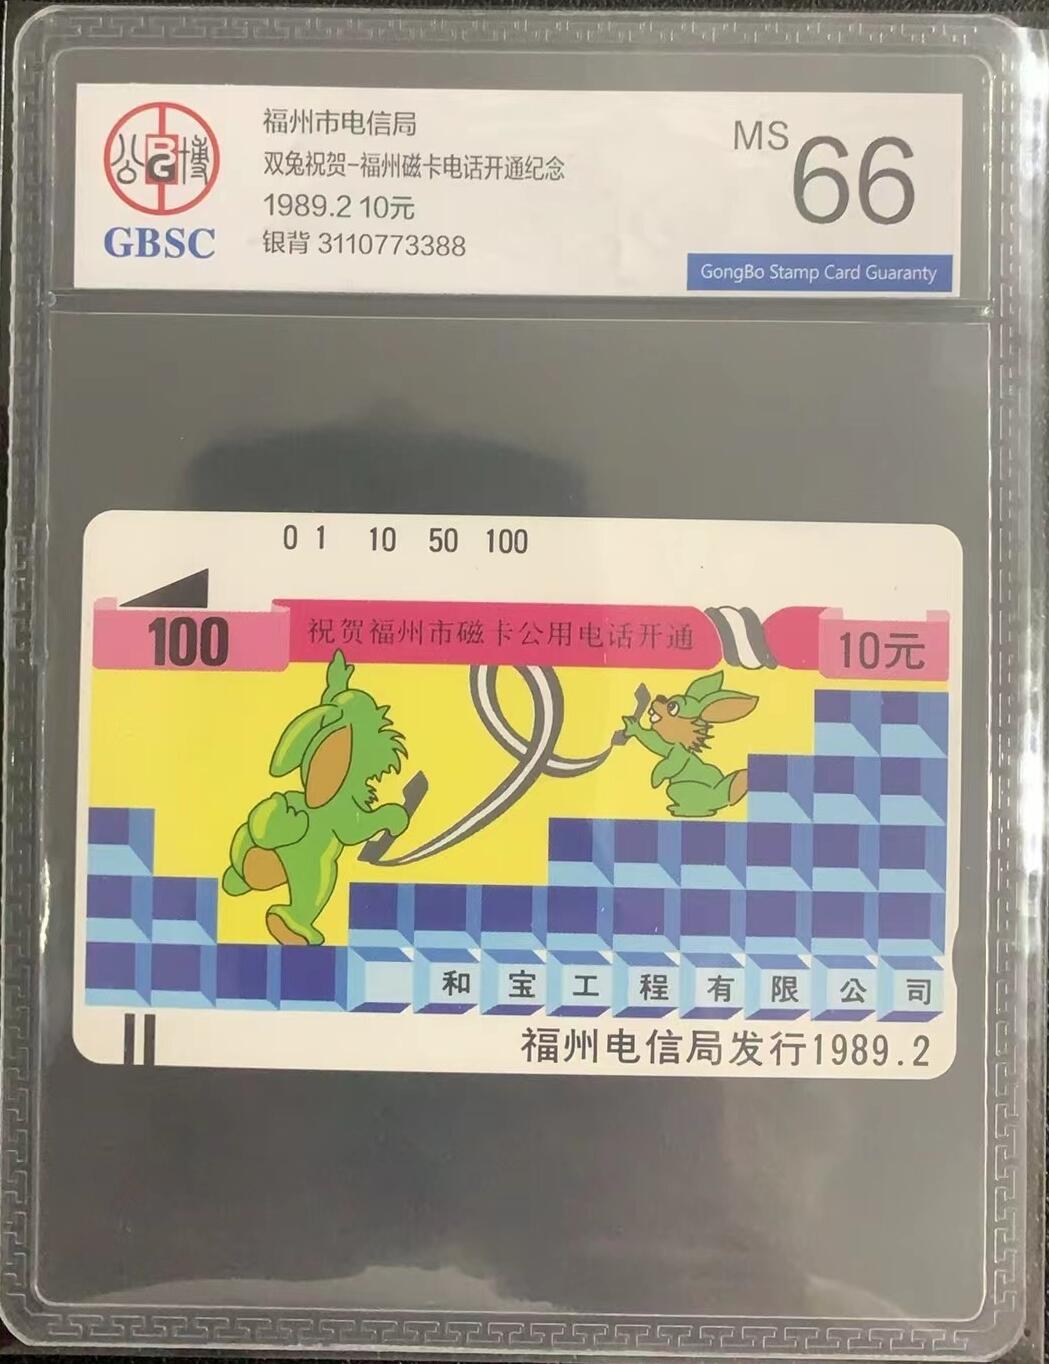 公博
BG
GBSC
福州市电信局
双兔祝贺-福州磁卡电话开通纪念
1989.2 10元
银背 3110773388
MS 66
GongBo Stamp Card Guaranty
0 1 10 50 100
100
祝贺福州市磁卡公用电话开通
10元
和宝工程有限公司
福州电信局发行1989.2